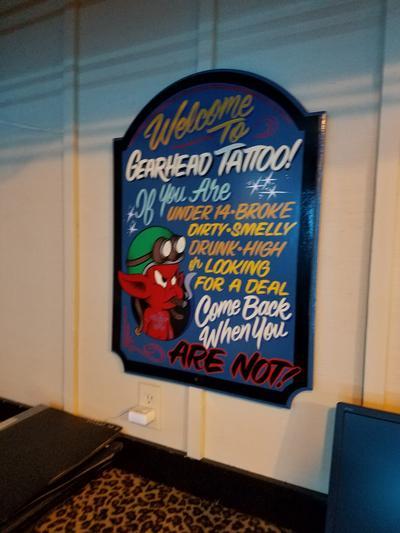 Welcome
To
GEARHEAD TATTOO!
If You Are
UNDER 14•BROKE
DIRTY•SMELLY
DRUNK•HIGH
or LOOKING
FOR A DEAL
Come Back
When You
ARE NOT!